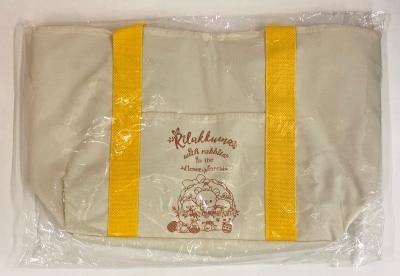 Rilakkuma
with rabbits
in the
flower forest